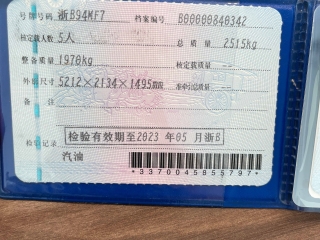 号牌号码 浙B94MF7 档案编号 B00000840342
核定载人数 5人 总质量 2515kg
整备质量 1970kg 核定载质量 --
外廓尺寸 5212×2134×1495mm 准牵引总质量 --
备注
检验有效期至2023年05月浙B
检验记录
汽油
*3370045855797*